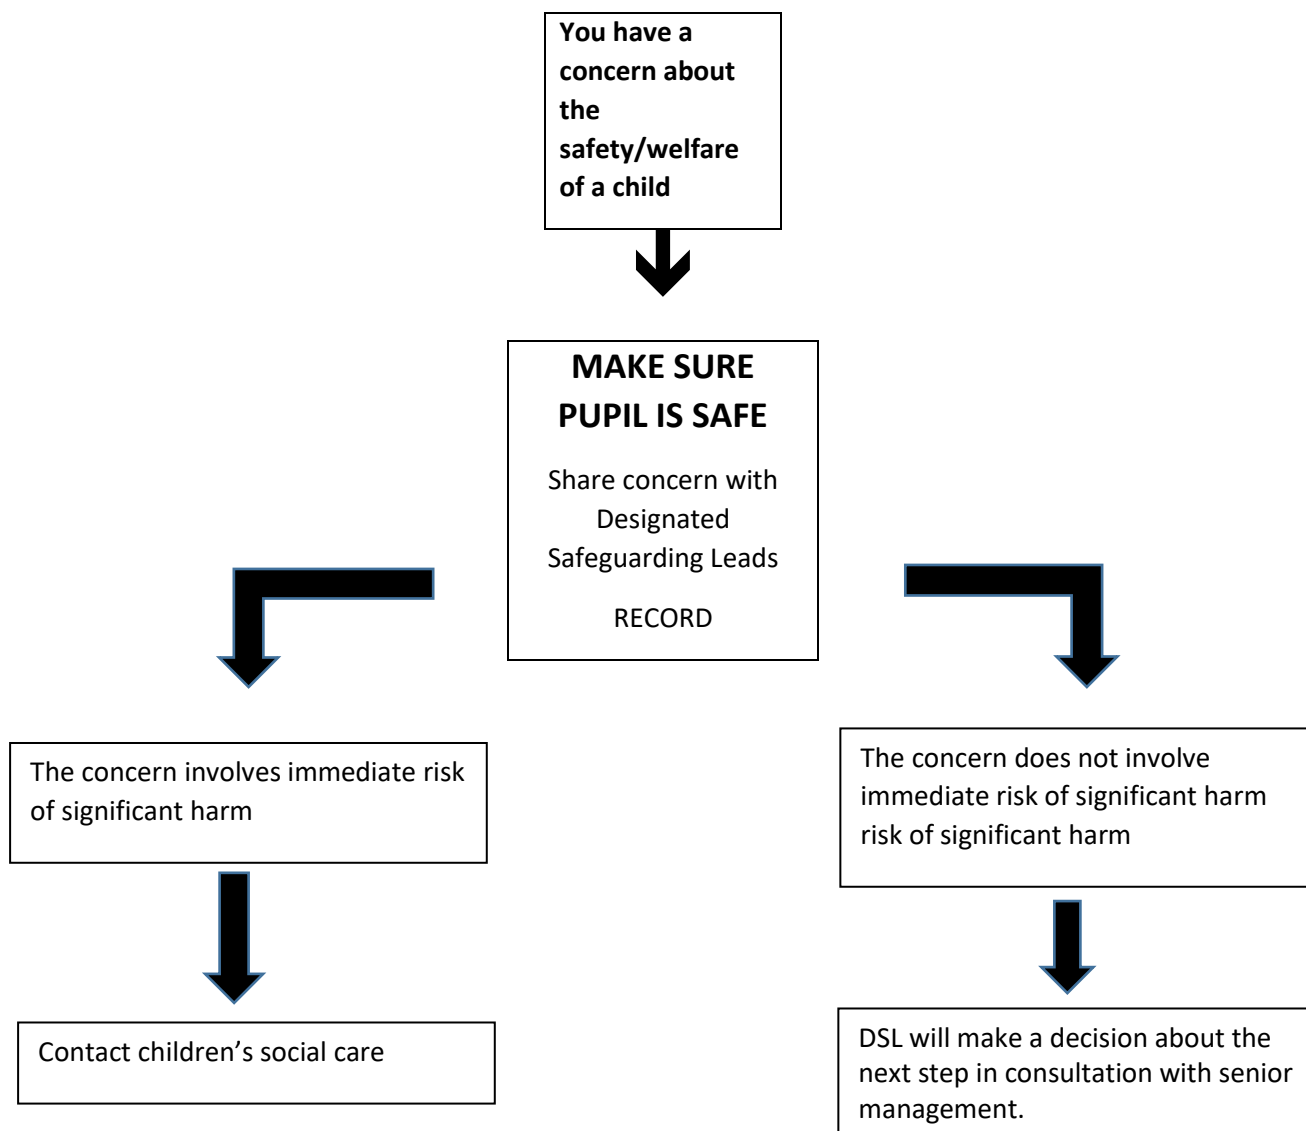 You have a
concern about
the
safety/welfare
of a child
MAKE SURE
PUPIL IS SAFE
Share concern with
Designated
Safeguarding Leads
RECORD
The concern involves immediate risk
of significant harm
The concern does not involve
immediate risk of significant harm
risk of significant harm
Contact children’s social care
DSL will make a decision about the
next step in consultation with senior
management.